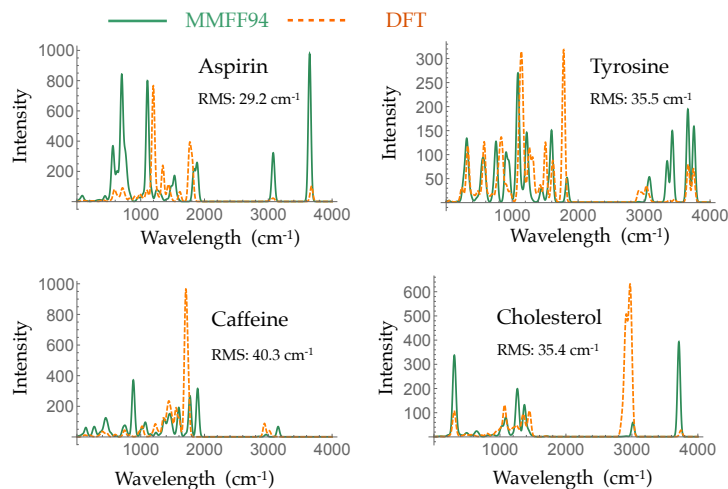 MMFF94 DFT
Aspirin
RMS: 29.2 cm-1
Intensity
1000
800
600
400
200
1000 2000 3000 4000
Wavelength (cm-1)
Tyrosine
RMS: 35.5 cm-1
Intensity
300
250
200
150
100
50
1000 2000 3000 4000
Wavelength (cm-1)
Caffeine
RMS: 40.3 cm-1
Intensity
1000
800
600
400
200
1000 2000 3000 4000
Wavelength (cm-1)
Cholesterol
RMS: 35.4 cm-1
Intensity
600
500
400
300
200
100
1000 2000 3000 4000
Wavelength (cm-1)